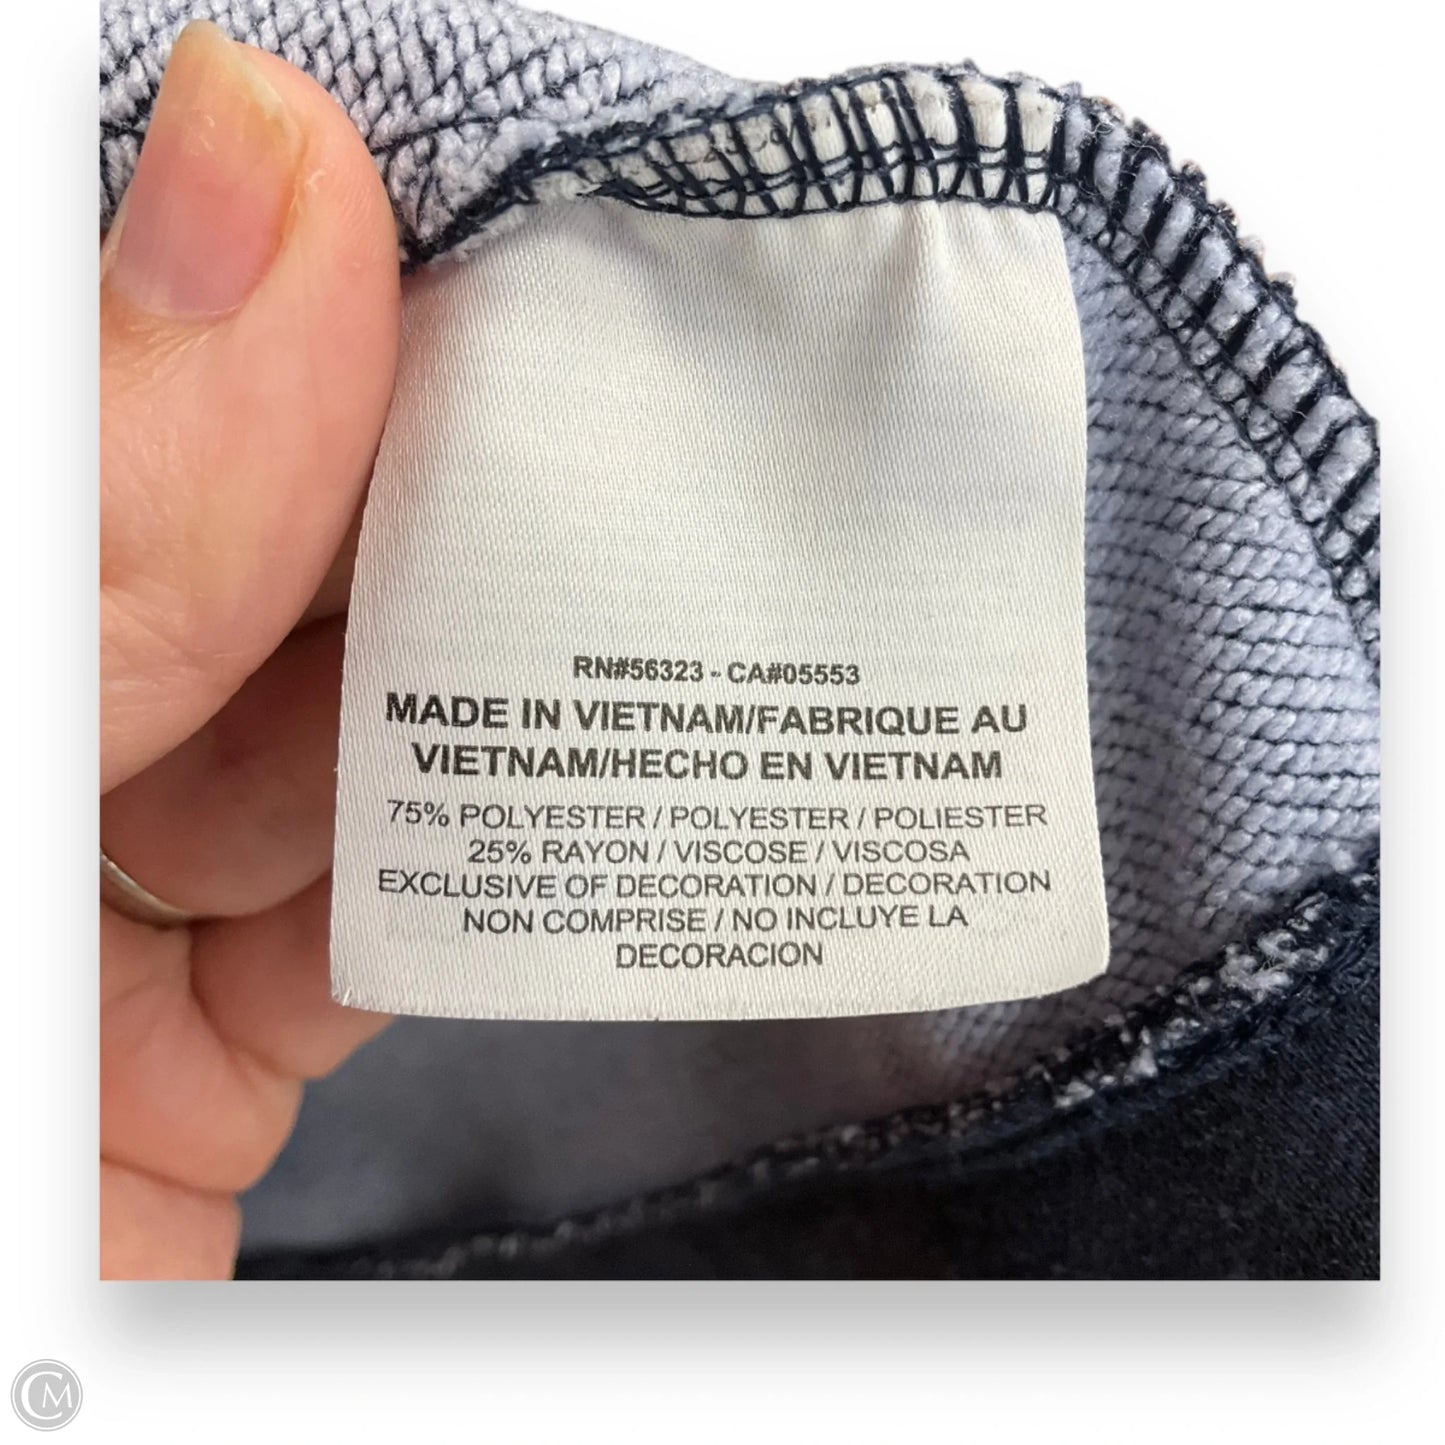 RN#56323 - CA#05553
MADE IN VIETNAM/FABRIQUE AU
VIETNAM/HECHO EN VIETNAM
75% POLYESTER / POLYESTER / POLIESTER
25% RAYON / VISCOSE / VISCOSA
EXCLUSIVE OF DECORATION / DECORATION
NON COMPRISE / NO INCLUYE LA
DECORACION
CM